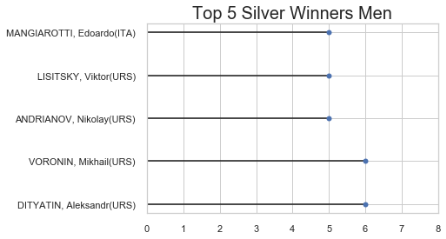 Top 5 Silver Winners Men
MANGIAROTTI, Edoardo(ITA)
LISITSKY, Viktor(URS)
ANDRIANOV, Nikolay(URS)
VORONIN, Mikhail(URS)
DITYATIN, Aleksandr(URS)
0 1 2 3 4 5 6 7 8